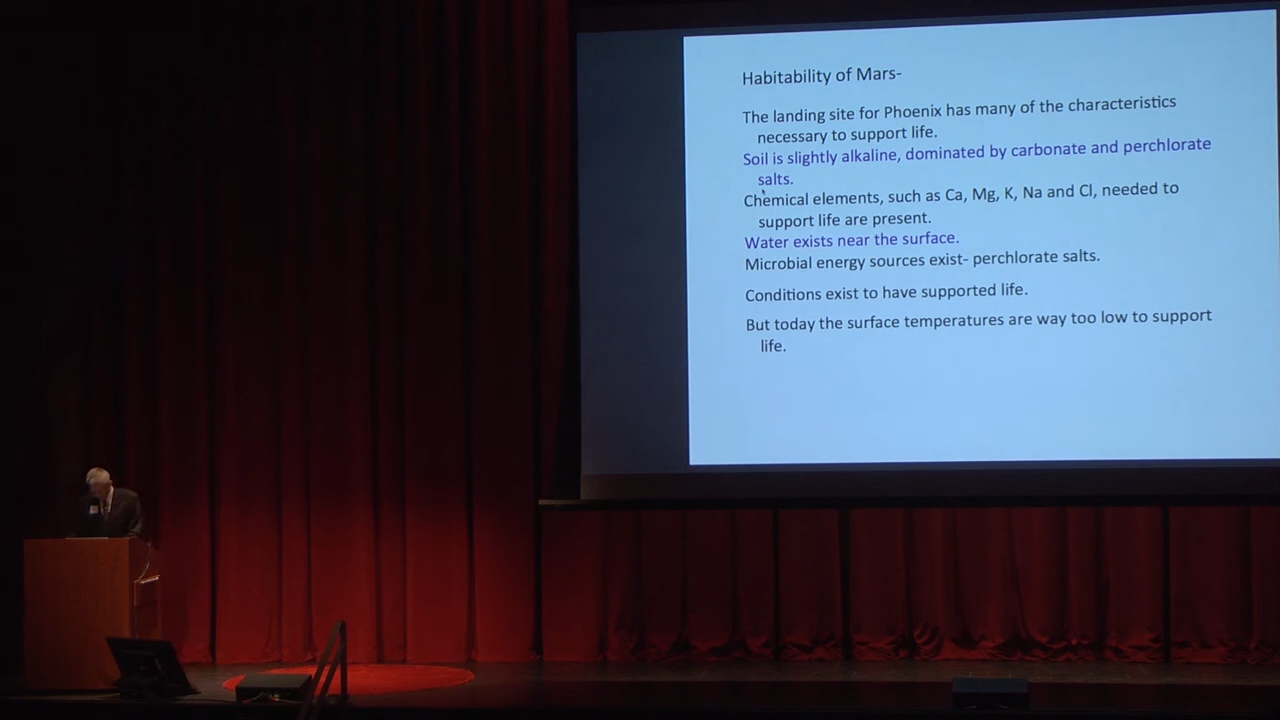 Habitability of Mars-
The landing site for Phoenix has many of the characteristics
necessary to support life.
Soil is slightly alkaline, dominated by carbonate and perchlorate
salts.
Chemical elements, such as Ca, Mg, K, Na and Cl, needed to
support life are present.
Water exists near the surface.
Microbial energy sources exist- perchlorate salts.
Conditions exist to have supported life.
But today the surface temperatures are way too low to support
life.